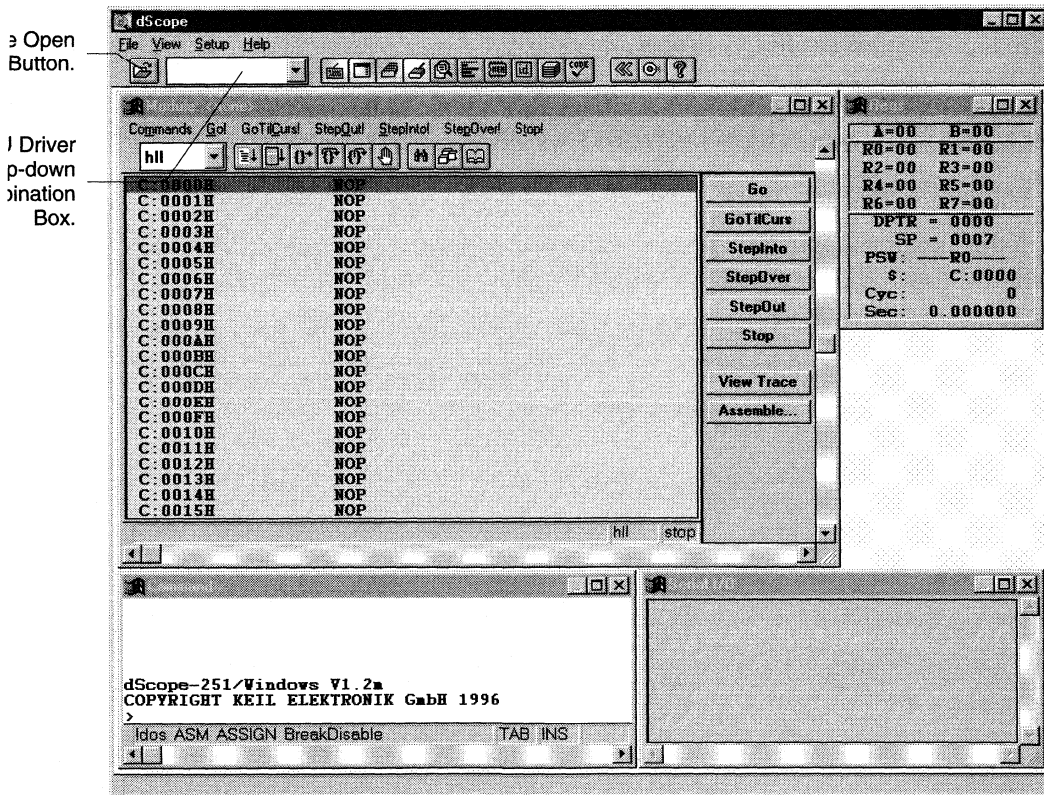 e Open
Button.
J Driver
p-down
bination
Box.
dScope
File View Setup Help
Commands Go! GoTilCurs! StepOut! StepInto! StepOver! Stop!
hll
C:0000H NOP
C:0001H NOP
C:0002H NOP
C:0003H NOP
C:0004H NOP
C:0005H NOP
C:0006H NOP
C:0007H NOP
C:0008H NOP
C:0009H NOP
C:000AH NOP
C:000BH NOP
C:000CH NOP
C:000DH NOP
C:000EH NOP
C:000FH NOP
C:0010H NOP
C:0011H NOP
C:0012H NOP
C:0013H NOP
C:0014H NOP
C:0015H NOP
hll stop
Go
GoTilCurs
StepInto
StepOver
StepOut
Stop
View Trace
Assemble...
A=00 B=00
R0=00 R1=00
R2=00 R3=00
R4=00 R5=00
R6=00 R7=00
DPTR = 0000
SP = 0007
PSW: ----R0----
$: C:0000
Cyc: 0
Sec: 0.000000
Command
dScope-251/Windows V1.2m
COPYRIGHT KEIL ELEKTRONIK GmbH 1996
>
ldos ASM ASSIGN BreakDisable TAB INS
Serial I/O